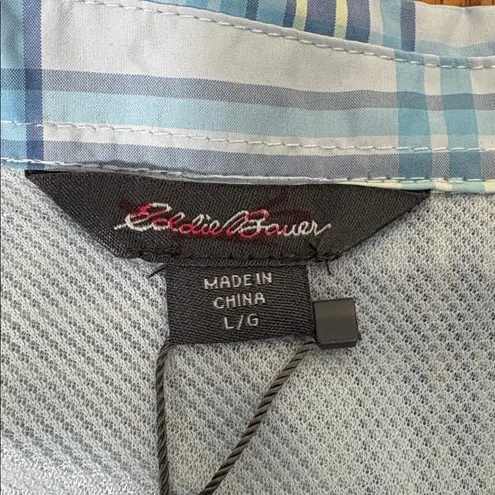 Eddie Bauer
MADE IN
CHINA
L/G